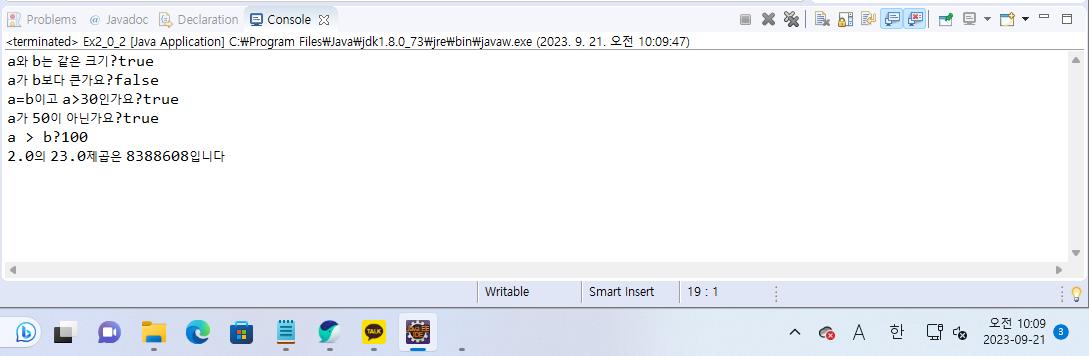 Problems @ Javadoc Declaration Console
<terminated> Ex2_0_2 [Java Application] C:₩Program Files₩Java₩jdk1.8.0_73₩jre₩bin₩javaw.exe (2023. 9. 21. 오전 10:09:47)
a와 b는 같은 크기?true
a가 b보다 큰가요?false
a=b이고 a>30인가요?true
a가 50이 아닌가요?true
a > b?100
2.0의 23.0제곱은 8388608입니다
Writable Smart Insert 19 : 1
TALK
JAVA EE IDE
A 한
오전 10:09
2023-09-21
3